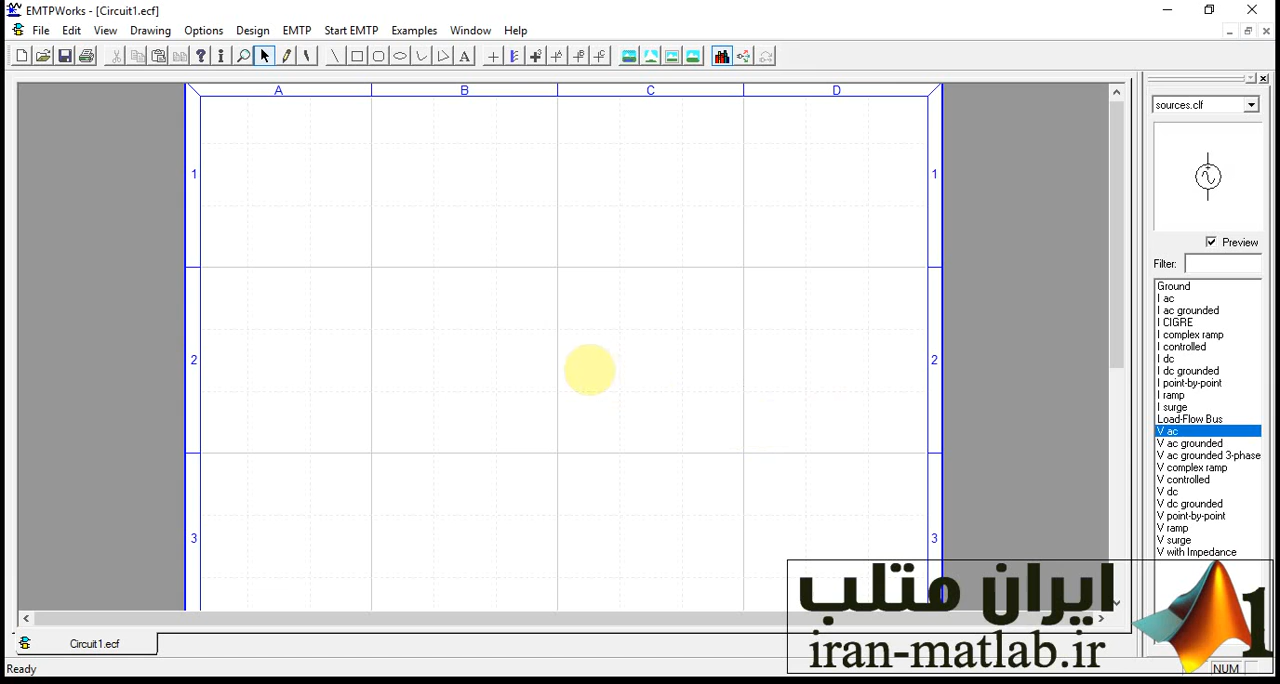 EMTPWorks - [Circuit1.ecf]
File Edit View Drawing Options Design EMTP Start EMTP Examples Window Help
A B C D
1 1
2 2
3 3
sources.clf
Preview
Filter:
Ground
I ac
I ac grounded
I CIGRE
I complex ramp
I controlled
I dc
I dc grounded
I point-by-point
I ramp
I surge
Load-Flow Bus
V ac
V ac grounded
V ac grounded 3-phase
V complex ramp
V controlled
V dc
V dc grounded
V point-by-point
V ramp
V surge
V with Impedance
ایران متلب
iran-matlab.ir
1
Circuit1.ecf
Ready
NUM